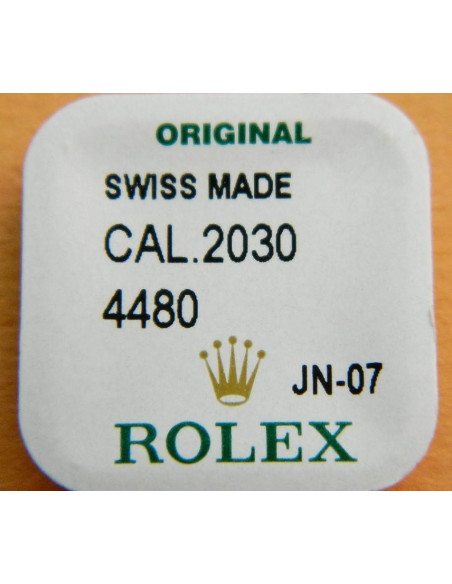 ORIGINAL
SWISS MADE
CAL.2030
4480
JN-07
ROLEX